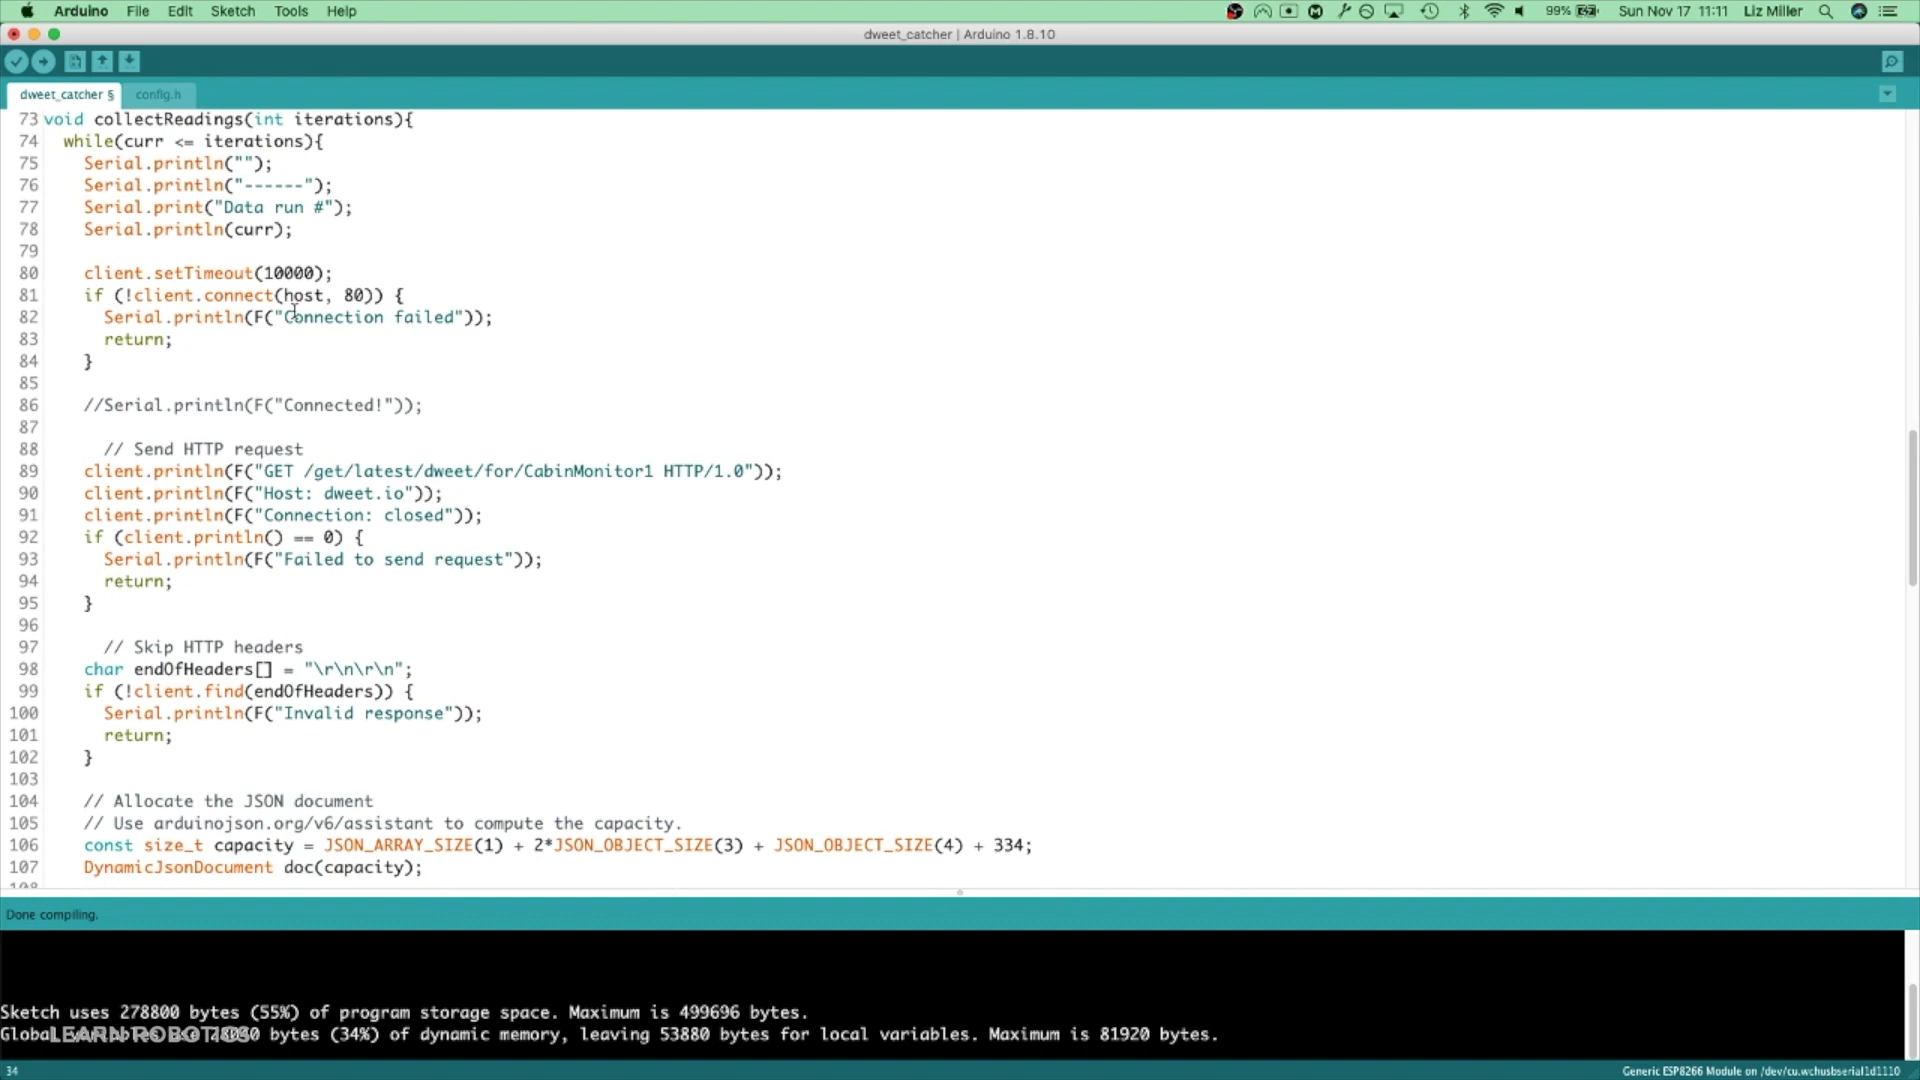 Arduino File Edit Sketch Tools Help 99% Sun Nov 17 11:11 Liz Miller
dweet_catcher | Arduino 1.8.10
dweet_catcher § config.h
73 void collectReadings(int iterations){
74 while(curr <= iterations){
75 Serial.println("");
76 Serial.println("------");
77 Serial.print("Data run #");
78 Serial.println(curr);
79
80 client.setTimeout(10000);
81 if (!client.connect(host, 80)) {
82 Serial.println(F("Connection failed"));
83 return;
84 }
85
86 //Serial.println(F("Connected!"));
87
88 // Send HTTP request
89 client.println(F("GET /get/latest/dweet/for/CabinMonitor1 HTTP/1.0"));
90 client.println(F("Host: dweet.io"));
91 client.println(F("Connection: closed"));
92 if (client.println() == 0) {
93 Serial.println(F("Failed to send request"));
94 return;
95 }
96
97 // Skip HTTP headers
98 char endOfHeaders[] = "\r\n\r\n";
99 if (!client.find(endOfHeaders)) {
100 Serial.println(F("Invalid response"));
101 return;
102 }
103
104 // Allocate the JSON document
105 // Use arduinojson.org/v6/assistant to compute the capacity.
106 const size_t capacity = JSON_ARRAY_SIZE(1) + 2*JSON_OBJECT_SIZE(3) + JSON_OBJECT_SIZE(4) + 334;
107 DynamicJsonDocument doc(capacity);
108
Done compiling.
Sketch uses 278800 bytes (55%) of program storage space. Maximum is 499696 bytes.
Global bytes (34%) of dynamic memory, leaving 53880 bytes for local variables. Maximum is 81920 bytes.
LEARN ROBOTICS
34 Generic ESP8266 Module on /dev/cu.wchusbserial1d1110